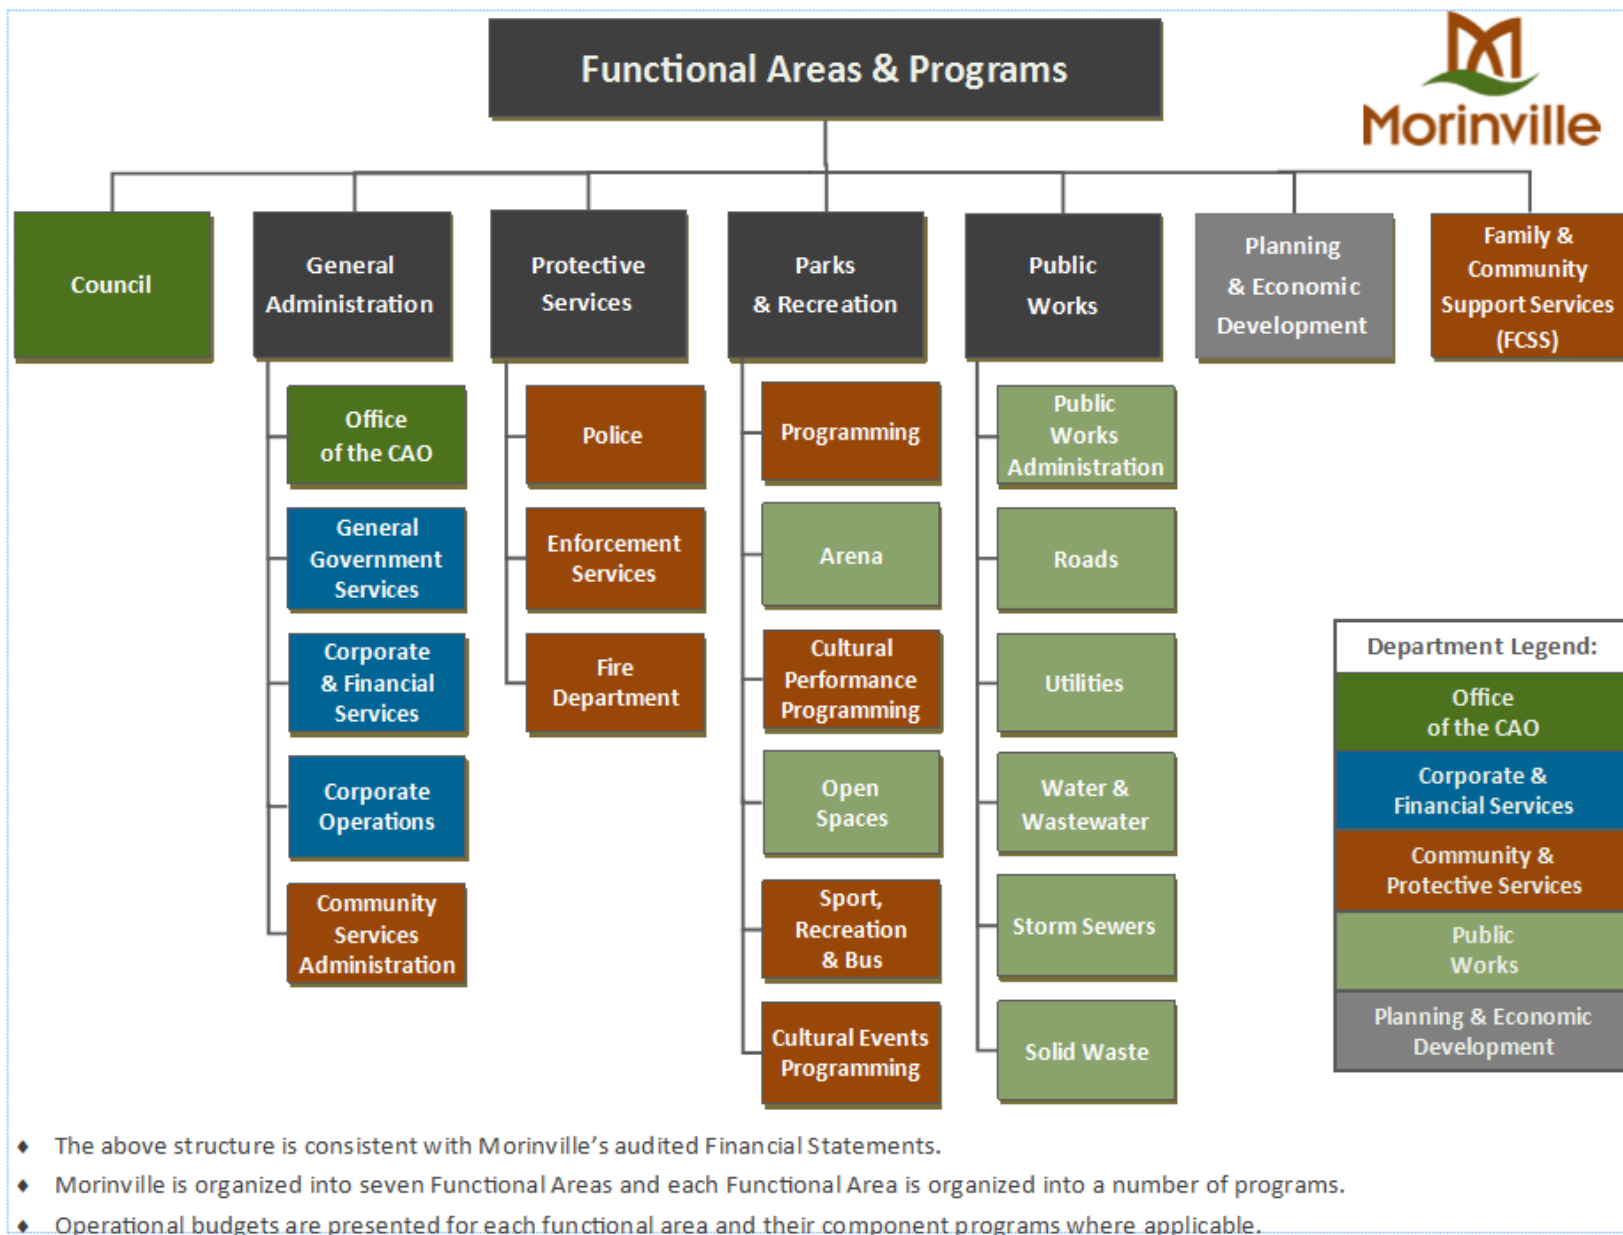 Functional Areas & Programs
Morinville
Council
General
Administration
Protective
Services
Parks
& Recreation
Public
Works
Planning
& Economic
Development
Family &
Community
Support Services
(FCSS)
Office
of the CAO
General
Government
Services
Corporate
& Financial
Services
Corporate
Operations
Community
Services
Administration
Police
Enforcement
Services
Fire
Department
Programming
Arena
Cultural
Performance
Programming
Open
Spaces
Sport,
Recreation
& Bus
Cultural Events
Programming
Public
Works
Administration
Roads
Utilities
Water &
Wastewater
Storm Sewers
Solid Waste
Department Legend:
Office
of the CAO
Corporate &
Financial Services
Community &
Protective Services
Public
Works
Planning & Economic
Development
♦ The above structure is consistent with Morinville’s audited Financial Statements.
♦ Morinville is organized into seven Functional Areas and each Functional Area is organized into a number of programs.
♦ Operational budgets are presented for each functional area and their component programs where applicable.